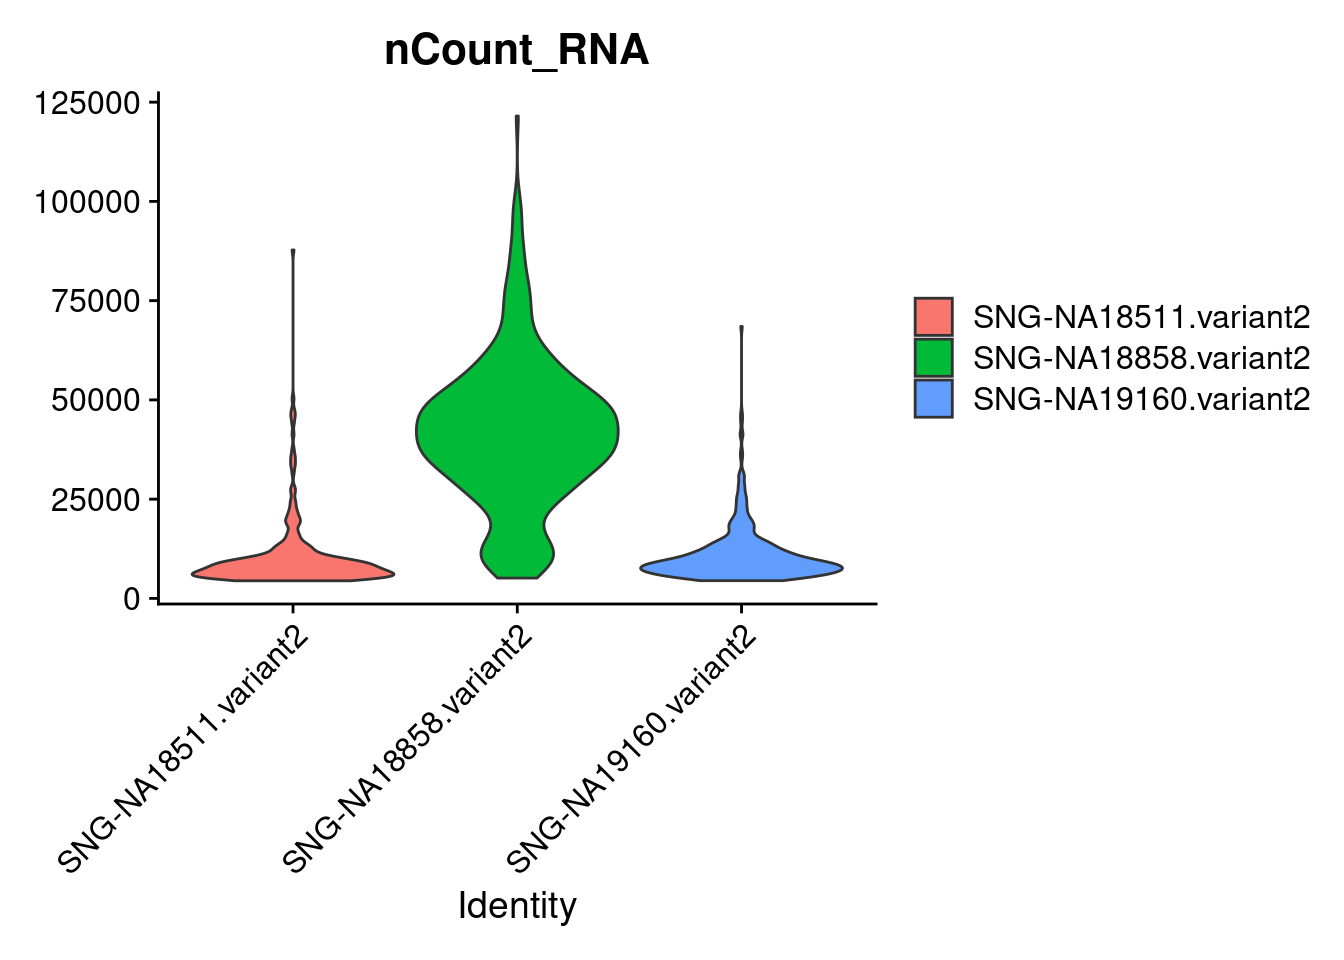 nCount_RNA
125000
100000
75000
50000
25000
0
SNG-NA18511.variant2
SNG-NA18858.variant2
SNG-NA19160.variant2
Identity
SNG-NA18511.variant2
SNG-NA18858.variant2
SNG-NA19160.variant2